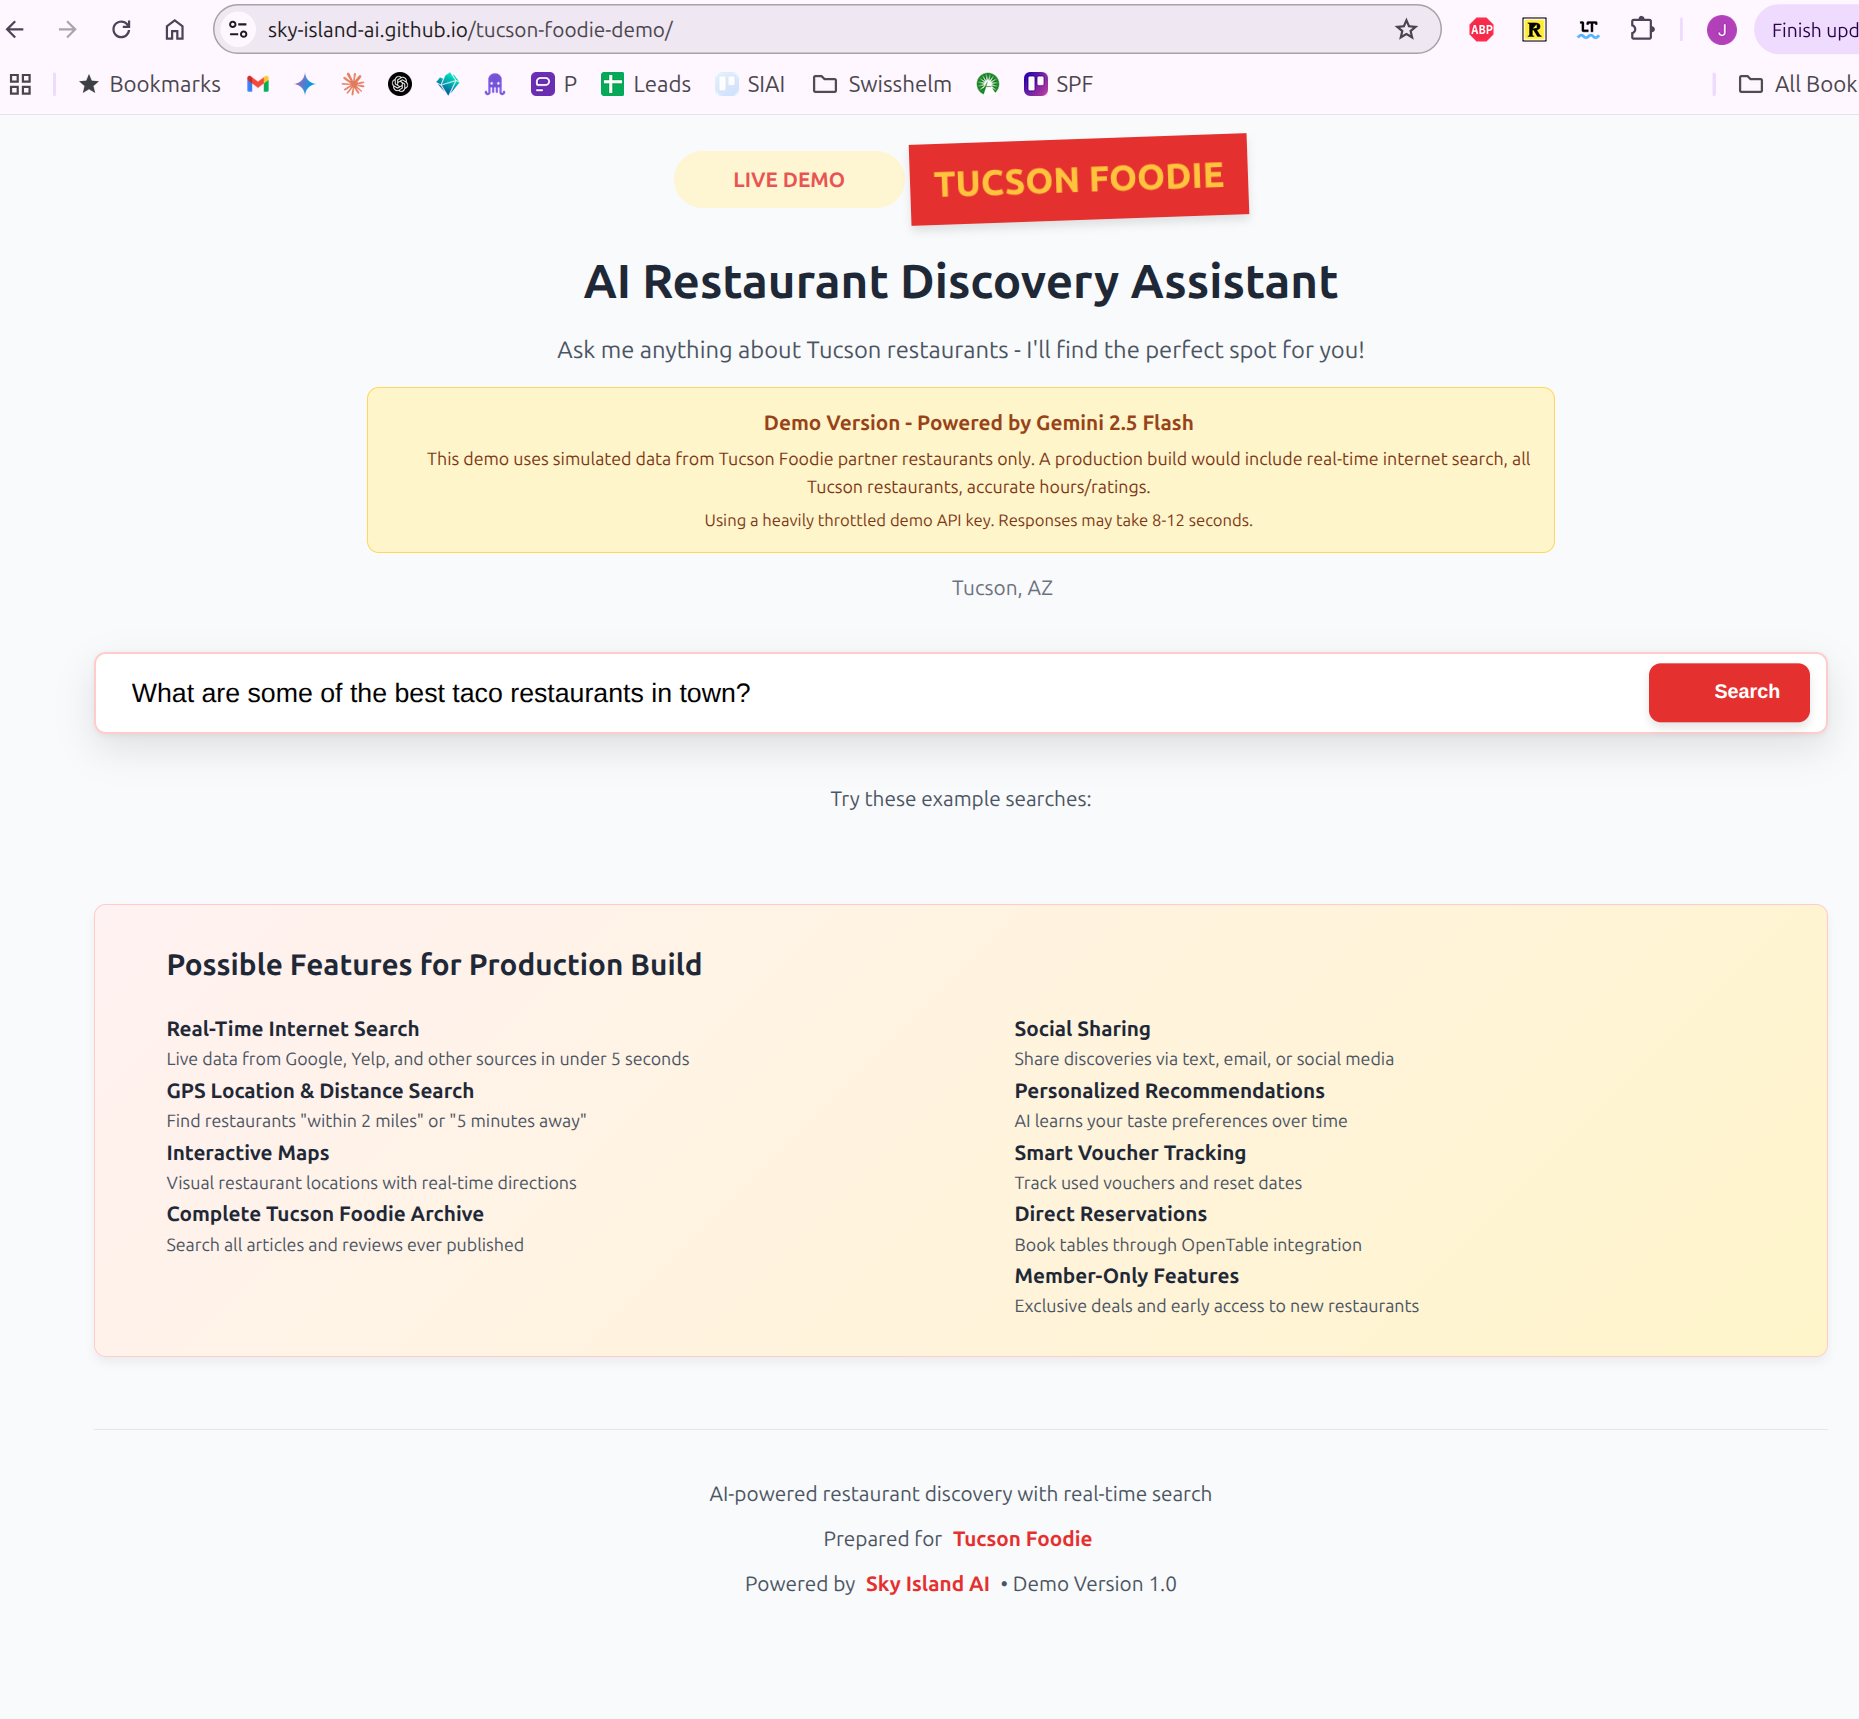 sky-island-ai.github.io/tucson-foodie-demo/
ABP
R
LT
J
Finish upd
Bookmarks
P
Leads
SIAI
Swisshelm
SPF
All Book
LIVE DEMO
TUCSON FOODIE
AI Restaurant Discovery Assistant
Ask me anything about Tucson restaurants - I'll find the perfect spot for you!
Demo Version - Powered by Gemini 2.5 Flash
This demo uses simulated data from Tucson Foodie partner restaurants only. A production build would include real-time internet search, all
Tucson restaurants, accurate hours/ratings.
Using a heavily throttled demo API key. Responses may take 8-12 seconds.
Tucson, AZ
What are some of the best taco restaurants in town?
Search
Try these example searches:
Possible Features for Production Build
Real-Time Internet Search
Live data from Google, Yelp, and other sources in under 5 seconds
GPS Location & Distance Search
Find restaurants "within 2 miles" or "5 minutes away"
Interactive Maps
Visual restaurant locations with real-time directions
Complete Tucson Foodie Archive
Search all articles and reviews ever published
Social Sharing
Share discoveries via text, email, or social media
Personalized Recommendations
AI learns your taste preferences over time
Smart Voucher Tracking
Track used vouchers and reset dates
Direct Reservations
Book tables through OpenTable integration
Member-Only Features
Exclusive deals and early access to new restaurants
AI-powered restaurant discovery with real-time search
Prepared for Tucson Foodie
Powered by Sky Island AI • Demo Version 1.0